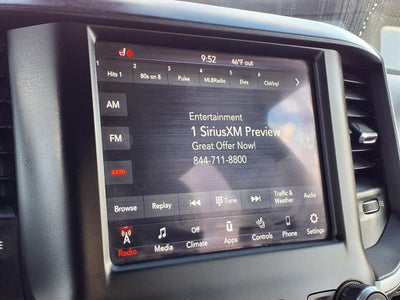 9:52 46°F out
1 Hits 1 2 80s on 8 3 Pulse 4 MLBRadio 5 Elvis 6 ClsVnyl
AM
Entertainment
1 SiriusXM Preview
FM
Great Offer Now!
844-711-8800
sxm
Browse Replay Tune Traffic & Weather Audio
Radio Media Off Climate Apps Controls Phone Settings